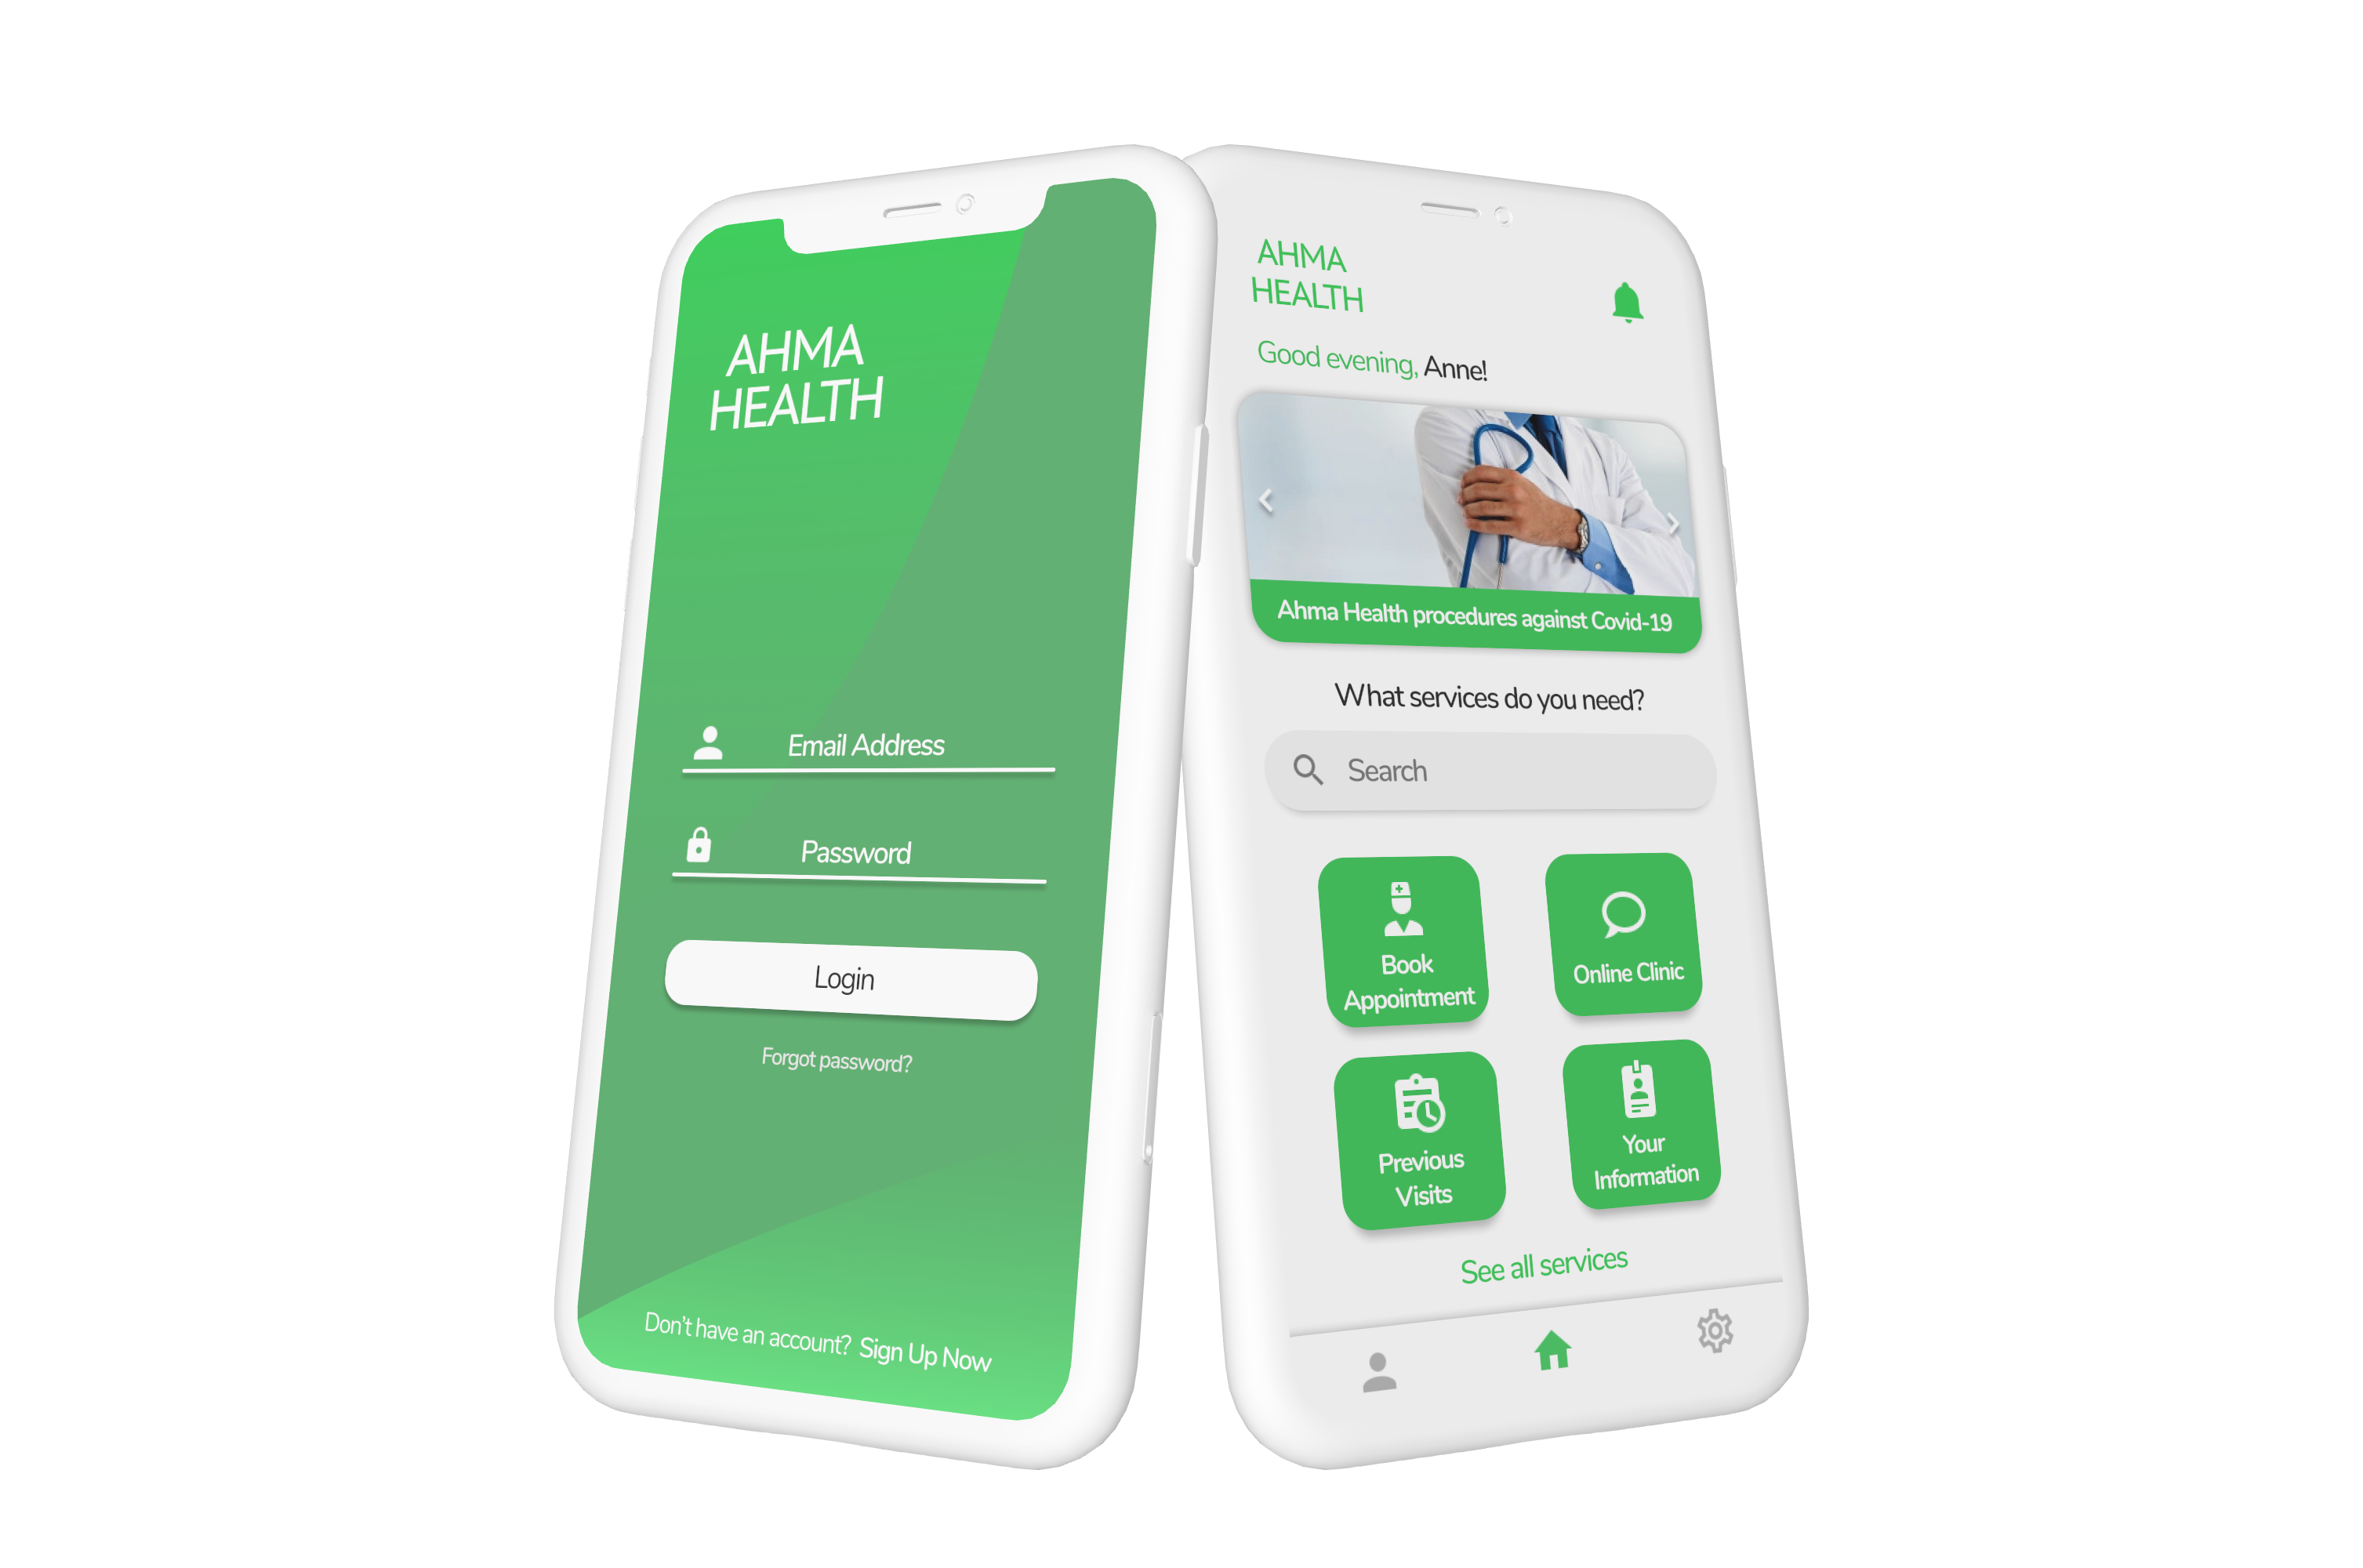 AHMA
HEALTH
Email Address
Password
Login
Forgot password?
Don't have an account? Sign Up Now
AHMA
HEALTH
Good evening, Anne!
Ahma Health procedures against Covid-19
What services do you need?
Search
Book
Appointment
Online Clinic
Previous
Visits
Your
Information
See all services